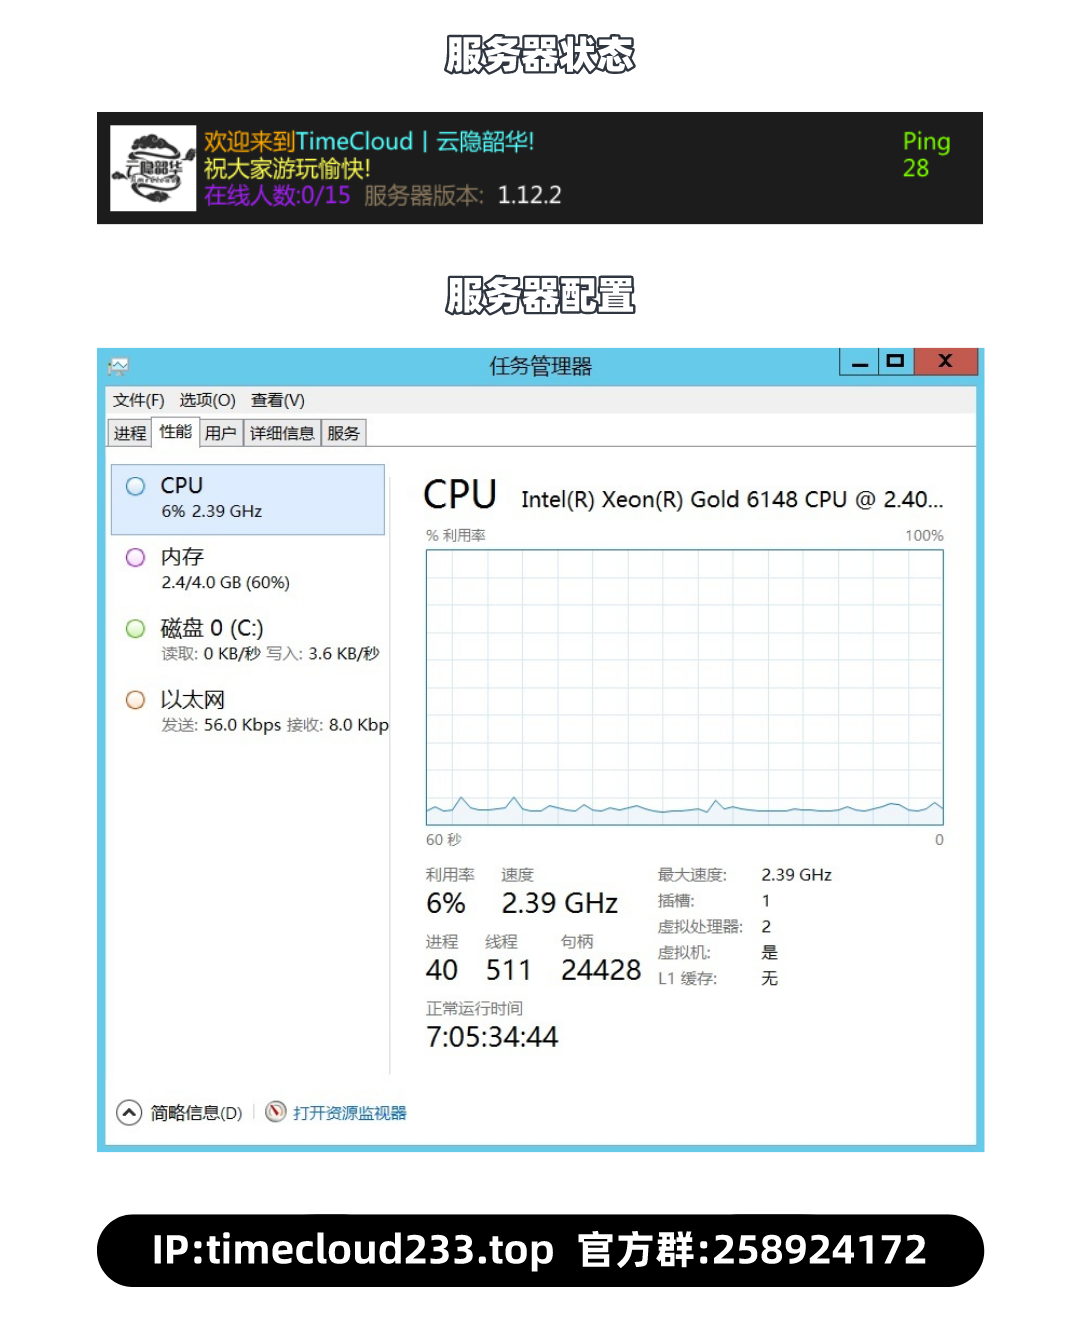 服务器状态
欢迎来到TimeCloud | 云隐韶华!
祝大家游玩愉快!
在线人数:0/15 服务器版本: 1.12.2
Ping
28
云隐韶华
服务器配置
任务管理器
文件(F) 选项(O) 查看(V)
进程 性能 用户 详细信息 服务
CPU
6% 2.39 GHz
内存
2.4/4.0 GB (60%)
磁盘 0 (C:)
读取: 0 KB/秒 写入: 3.6 KB/秒
以太网
发送: 56.0 Kbps 接收: 8.0 Kbp
CPU Intel(R) Xeon(R) Gold 6148 CPU @ 2.40...
% 利用率 100%
60 秒 0
利用率 速度
6% 2.39 GHz
进程 线程 句柄
40 511 24428
正常运行时间
7:05:34:44
最大速度: 2.39 GHz
插槽: 1
虚拟处理器: 2
虚拟机: 是
L1 缓存: 无
简略信息(D) 打开资源监视器
IP:timecloud233.top 官方群:258924172